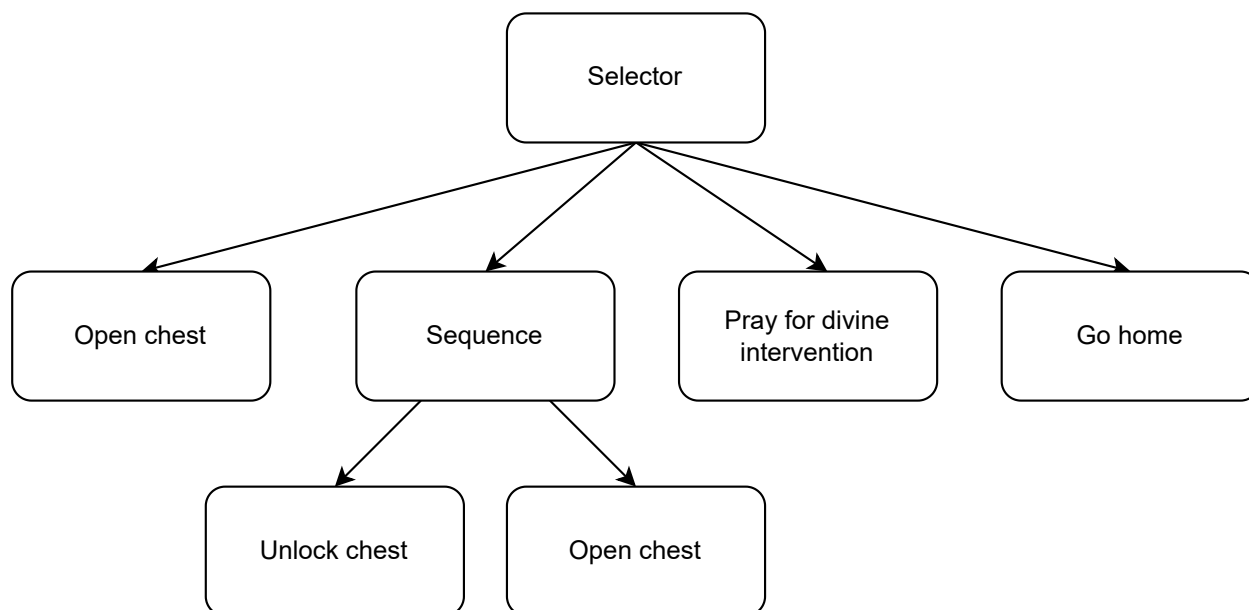 Selector
Open chest
Sequence
Pray for divine
intervention
Go home
Unlock chest
Open chest